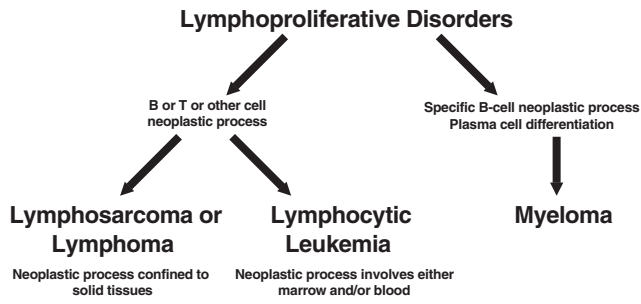 Lymphoproliferative Disorders
B or T or other cell
neoplastic process
Specific B-cell neoplastic process
Plasma cell differentiation
Lymphosarcoma or
Lymphoma
Neoplastic process confined to
solid tissues
Lymphocytic
Leukemia
Neoplastic process involves either
marrow and/or blood
Myeloma